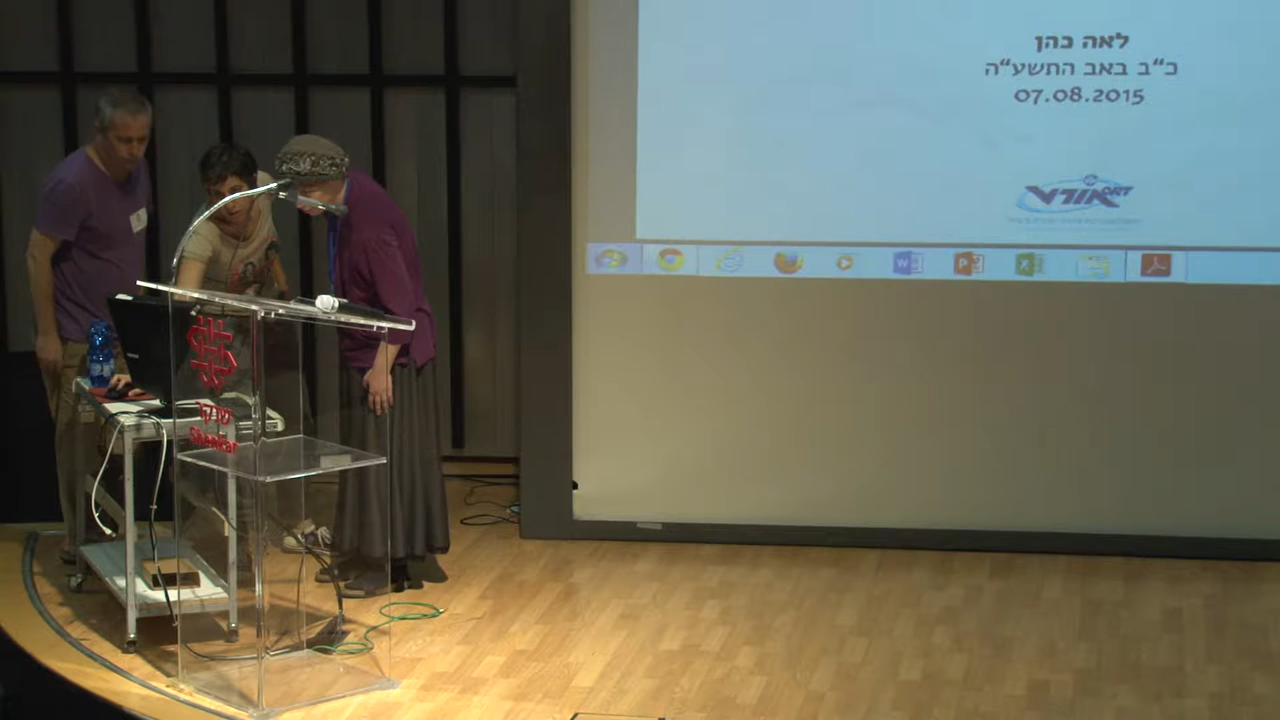 לאה כהן
כ״ב באב התשע״ה
07.08.2015
אורט ORT
שנקר
Shenkar